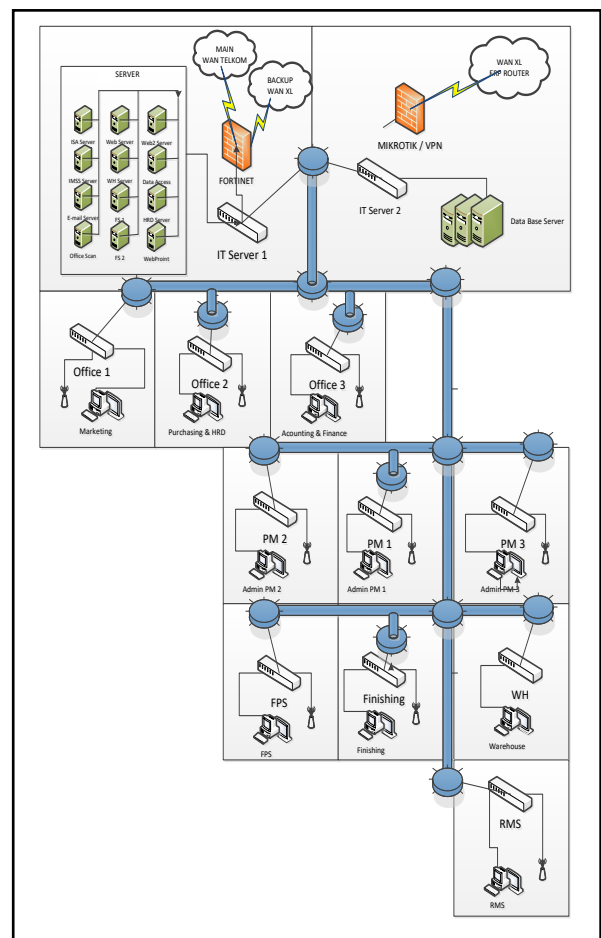 MAIN
WAN TELKOM
BACKUP
WAN XL
WAN XL
ERP ROUTER
SERVER
ISA Server
Web Server
Web2 Server
IMSS Server
WH Server
Data Access
E-mail Server
FS 1
HRD Server
Office Scan
FS 2
WebProint
FORTINET
MIKROTIK / VPN
IT Server 1
IT Server 2
Data Base Server
Office 1
Marketing
Office 2
Purchasing & HRD
Office 3
Acounting & Finance
PM 2
Admin PM 2
PM 1
Admin PM 1
PM 3
Admin PM 3
FPS
FPS
Finishing
Finishing
WH
Warehouse
RMS
RMS